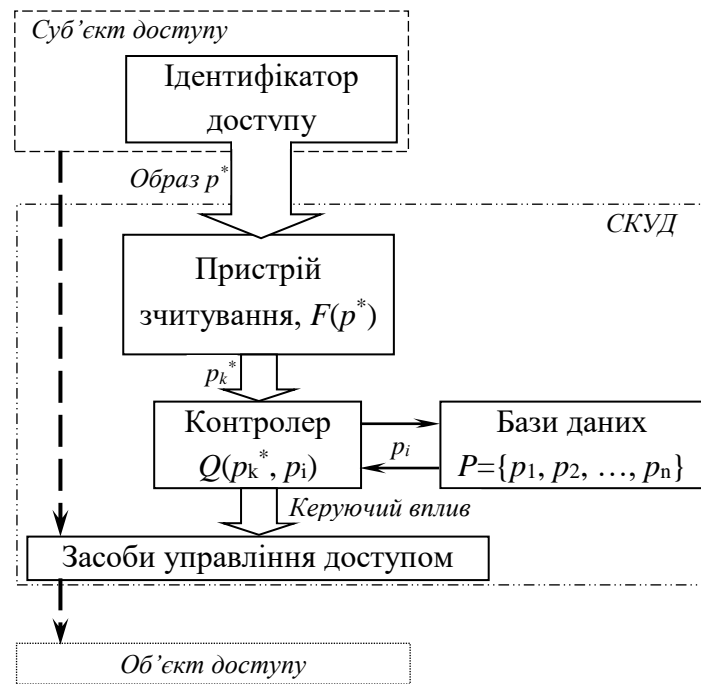 Суб’єкт доступу
Ідентифікатор
доступу
Образ p*
СКУД
Пристрій
зчитування, F(p*)
pk*
Контролер
Q(pk*, pi)
pi
Бази даних
P={p1, p2, …, pn}
Керуючий вплив
Засоби управління доступом
Об’єкт доступу